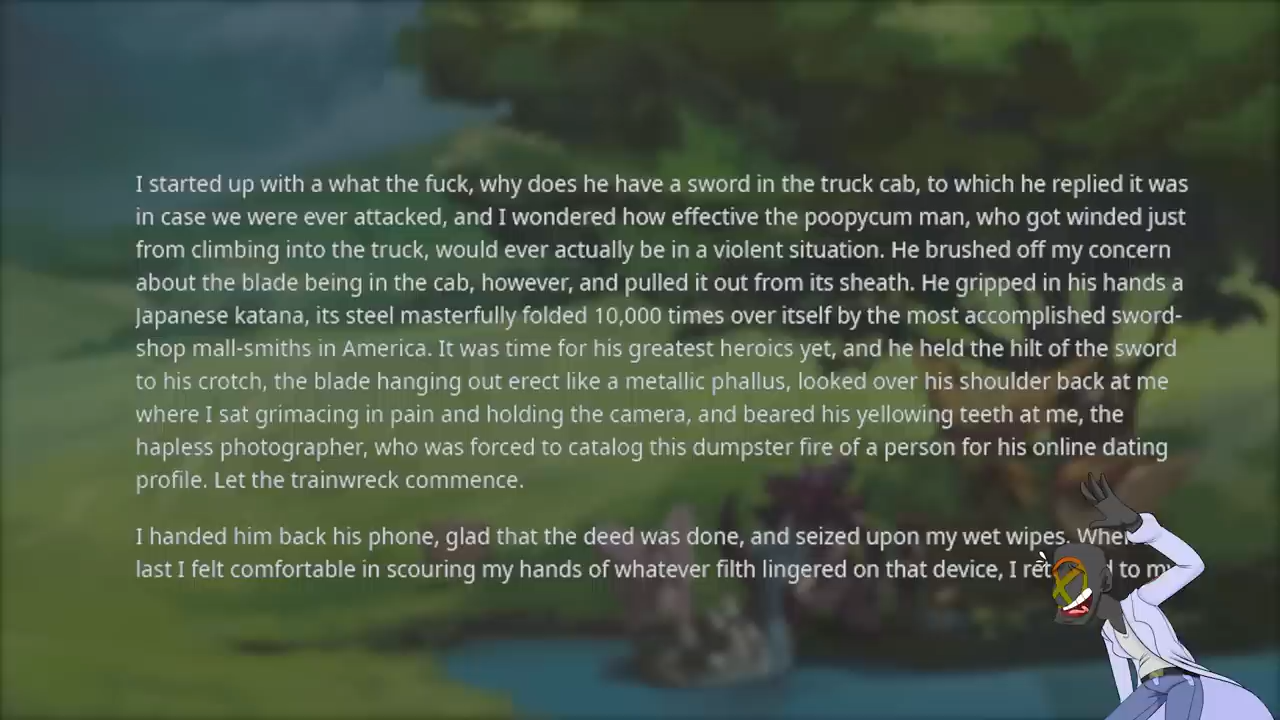 I started up with a what the fuck, why does he have a sword in the truck cab, to which he replied it was
in case we were ever attacked, and I wondered how effective the poopycum man, who got winded just
from climbing into the truck, would ever actually be in a violent situation. He brushed off my concern
about the blade being in the cab, however, and pulled it out from its sheath. He gripped in his hands a
Japanese katana, its steel masterfully folded 10,000 times over itself by the most accomplished sword-
shop mall-smiths in America. It was time for his greatest heroics yet, and he held the hilt of the sword
to his crotch, the blade hanging out erect like a metallic phallus, looked over his shoulder back at me
where I sat grimacing in pain and holding the camera, and beared his yellowing teeth at me, the
hapless photographer, who was forced to catalog this dumpster fire of a person for his online dating
profile. Let the trainwreck commence.
I handed him back his phone, glad that the deed was done, and seized upon my wet wipes.
last I felt comfortable in scouring my hands of whatever filth lingered on that device, I to my